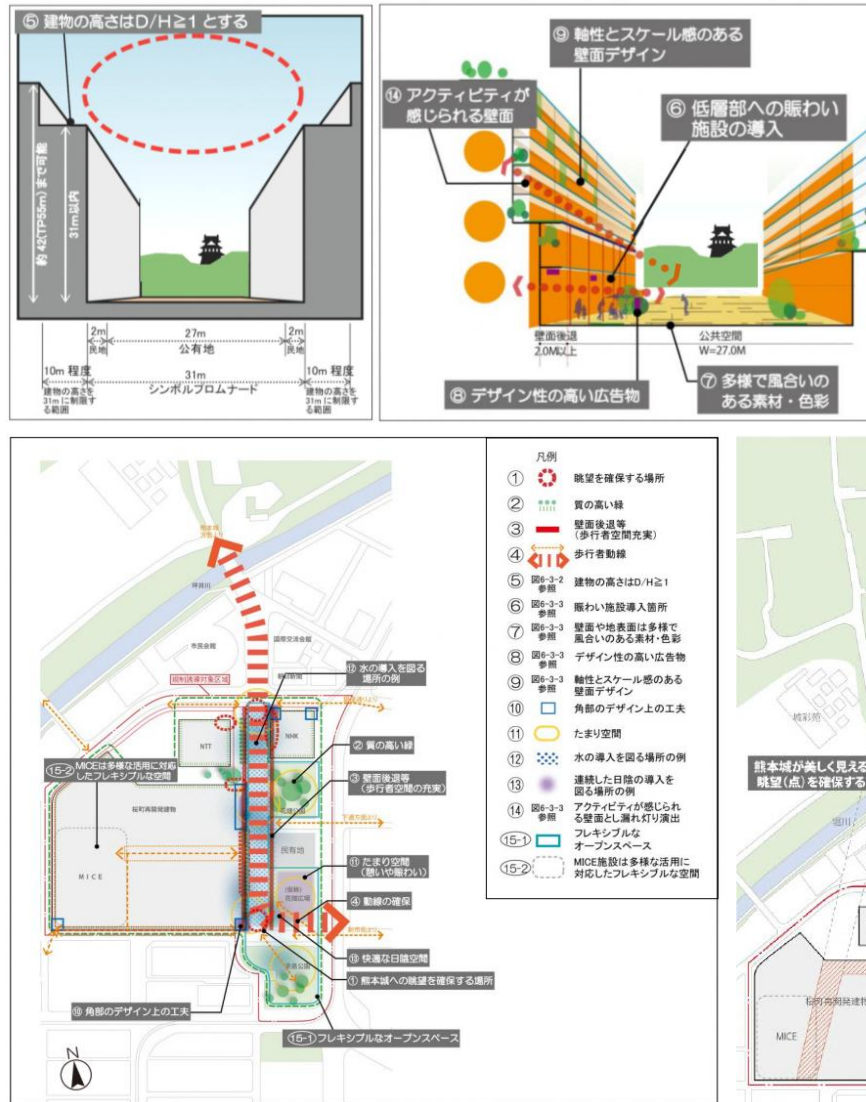 ⑤ 建物の高さはD/H≧1 とする
約 42(TP55m) まで可能
31m以内
2m
民地
27m
公有地
2m
民地
10m 程度
建物の高さを
31m に制限す
る範囲
31m
シンボルプロムナード
10m 程度
建物の高さを
31m に制限す
る範囲
⑨ 軸性とスケール感のある
壁面デザイン
⑭ アクティビティが
感じられる壁面
⑥ 低層部への賑わい
施設の導入
壁面後退
2.0M以上
公共空間
W=27.0M
⑧ デザイン性の高い広告物
⑦ 多様で風合いの
ある素材・色彩
坪井川
市民会館
国際交流会館
規制誘導対象区域
⑫ 水の導入を図る
場所の例
NTT
NHK
② 質の高い緑
⑮-2 MICEは多様な活用に対応
したフレキシブルな空間
③ 壁面後退等
(歩行者空間の充実)
桜町再開発建物
花畑公園
民有地
MICE
⑪ たまり空間
(憩いや賑わい)
(仮称)
花畑広場
④ 動線の確保
⑬ 快適な日陰空間
辛島公園
① 熊本城への眺望を確保する場所
⑩ 角部のデザイン上の工夫
⑮-1 フレキシブルなオープンスペース
N
凡例
① 眺望を確保する場所
② 質の高い緑
③ 壁面後退等
(歩行者空間充実)
④ 歩行者動線
⑤ 図6-3-2 参照 建物の高さはD/H≧1
⑥ 図6-3-3 参照 賑わい施設導入箇所
⑦ 図6-3-3 参照 壁面や地表面は多様で
風合いのある素材・色彩
⑧ 図6-3-3 参照 デザイン性の高い広告物
⑨ 図6-3-3 参照 軸性とスケール感のある
壁面デザイン
⑩ 角部のデザイン上の工夫
⑪ たまり空間
⑫ 水の導入を図る場所の例
⑬ 連続した日陰の導入を
図る場所の例
⑭ 図6-3-3 参照 アクティビティが感じられ
る壁面とし漏れ灯り演出
⑮-1 フレキシブルな
オープンスペース
⑮-2 MICE施設は多様な活用に
対応したフレキシブルな空間
城彩苑
熊本城が美しく見える
眺望(点)を確保する
堀川
桜町再開発建物
MICE